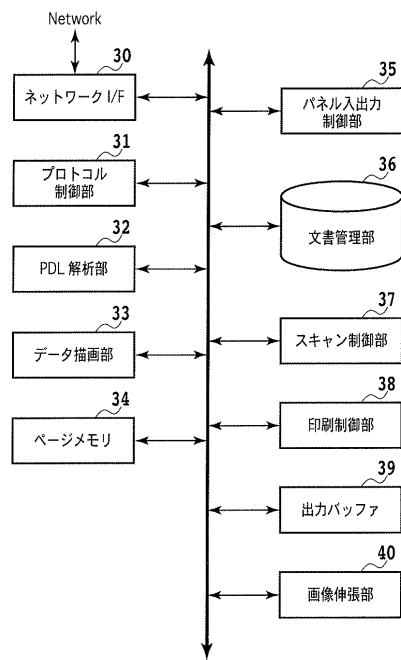 Network
30
ネットワーク I/F
31
プロトコル
制御部
32
PDL 解析部
33
データ描画部
34
ページメモリ
35
パネル入出力
制御部
36
文書管理部
37
スキャン制御部
38
印刷制御部
39
出力バッファ
40
画像伸張部